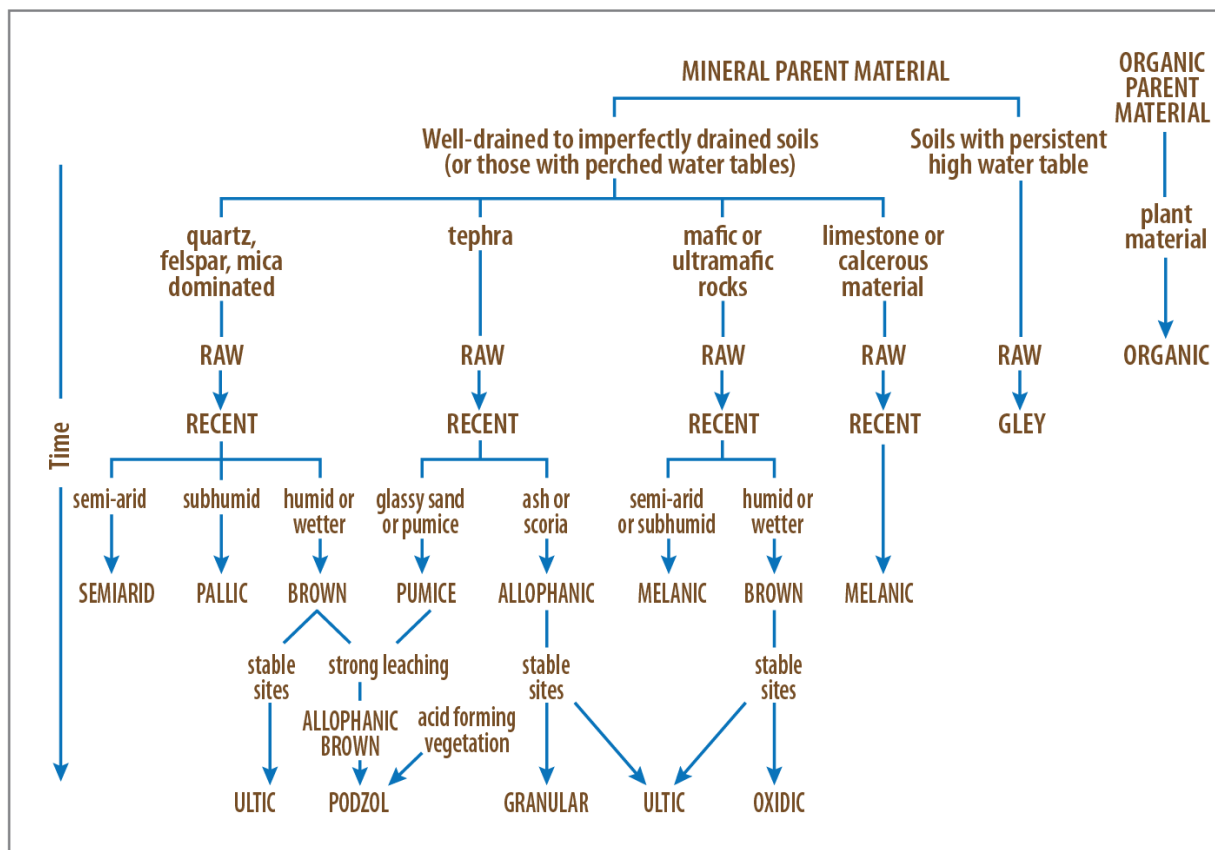 MINERAL PARENT MATERIAL
ORGANIC
PARENT
MATERIAL
Well-drained to imperfectly drained soils
(or those with perched water tables)
Soils with persistent
high water table
quartz,
felspar, mica
dominated
tephra
mafic or
ultramafic
rocks
limestone or
calcerous
material
plant
material
RAW
RAW
RAW
RAW
RAW
ORGANIC
RECENT
RECENT
RECENT
RECENT
GLEY
Time
semi-arid
subhumid
humid or
wetter
glassy sand
or pumice
ash or
scoria
semi-arid
or subhumid
humid or
wetter
SEMIARID
PALLIC
BROWN
PUMICE
ALLOPHANIC
MELANIC
BROWN
MELANIC
stable
sites
strong leaching
stable
sites
stable
sites
ALLOPHANIC
BROWN
acid forming
vegetation
ULTIC
PODZOL
GRANULAR
ULTIC
OXIDIC